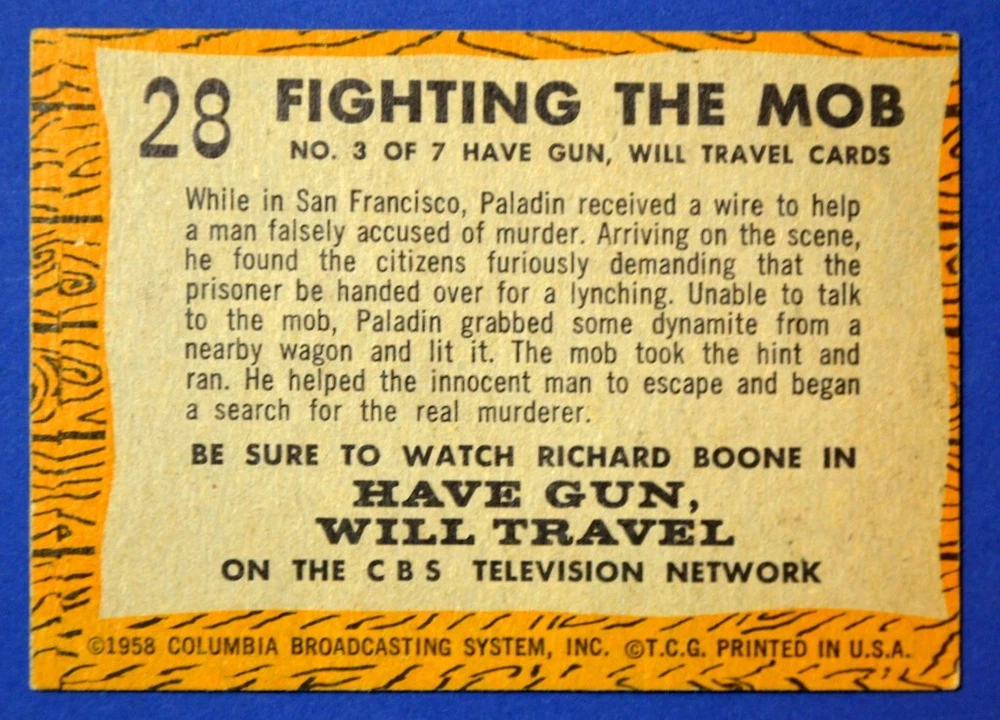 28 FIGHTING THE MOB
NO. 3 OF 7 HAVE GUN, WILL TRAVEL CARDS
While in San Francisco, Paladin received a wire to help
a man falsely accused of murder. Arriving on the scene,
he found the citizens furiously demanding that the
prisoner be handed over for a lynching. Unable to talk
to the mob, Paladin grabbed some dynamite from a
nearby wagon and lit it. The mob took the hint and
ran. He helped the innocent man to escape and began
a search for the real murderer.
BE SURE TO WATCH RICHARD BOONE IN
HAVE GUN,
WILL TRAVEL
ON THE CBS TELEVISION NETWORK
©1958 COLUMBIA BROADCASTING SYSTEM, INC. ©T.C.G. PRINTED IN U.S.A.